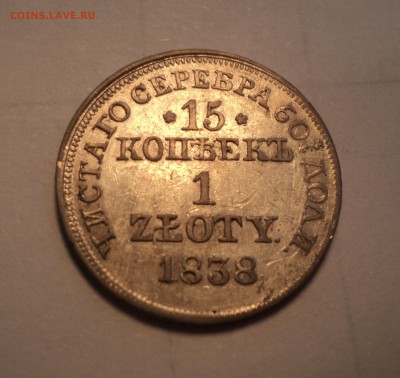 COINS.LAVE.RU
ЧИСТАГО СЕРЕБРА 60 ДОЛИ.
· 15 ·
КОПѢЕКЪ
1
ZŁOTY.
1838